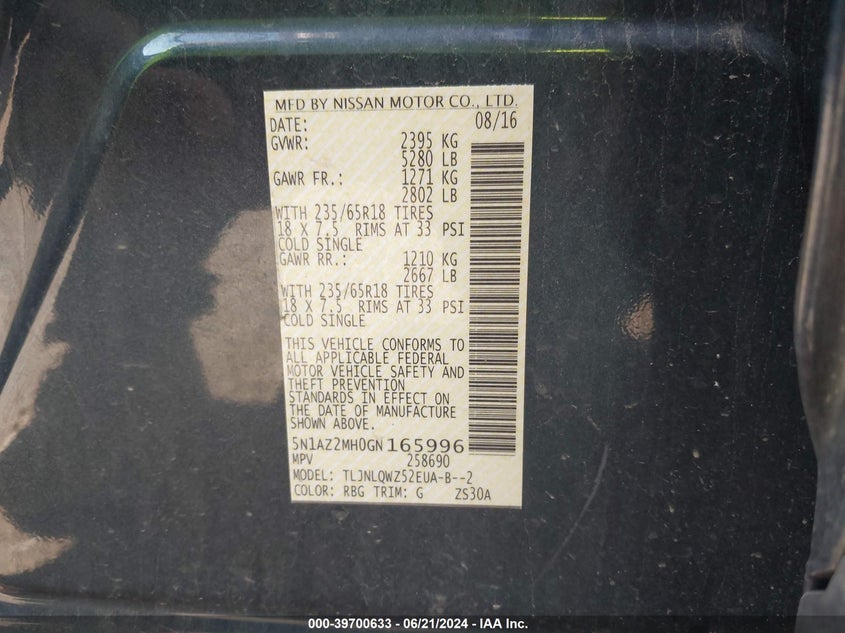 MFD BY NISSAN MOTOR CO., LTD.
DATE: 08/16
GVWR: 2395 KG
5280 LB
GAWR FR.: 1271 KG
2802 LB
WITH 235/65R18 TIRES
18 X 7.5 RIMS AT 33 PSI
COLD SINGLE
GAWR RR.: 1210 KG
2667 LB
WITH 235/65R18 TIRES
18 X 7.5 RIMS AT 33 PSI
COLD SINGLE
THIS VEHICLE CONFORMS TO
ALL APPLICABLE FEDERAL
MOTOR VEHICLE SAFETY AND
THEFT PREVENTION
STANDARDS IN EFFECT ON
THE DATE OF MANUFACTURE
SHOWN ABOVE.
5N1AZ2MH0GN165996
MPV 258690
MODEL: TLJNLQWZ52EUA-B--2
COLOR: RBG TRIM: G ZS30A
000-39700633 - 06/21/2024 - IAA Inc.